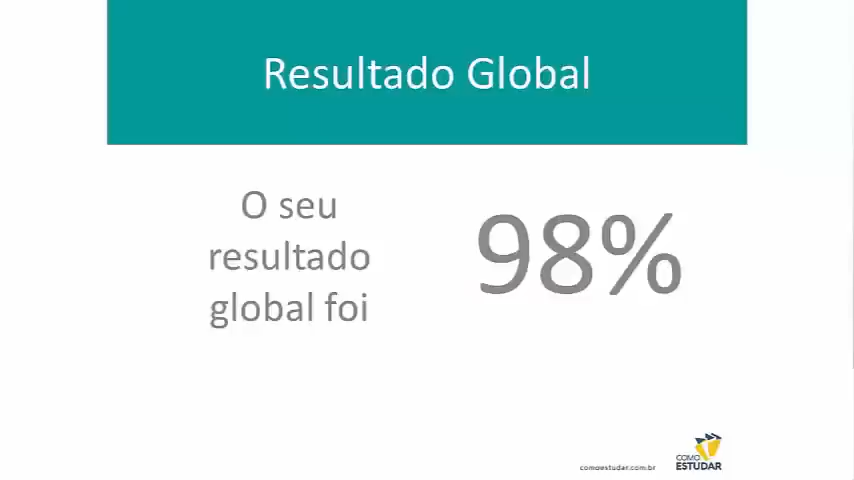 Resultado Global
O seu
resultado
global foi
98%
comoestudar.com.br
COMO
ESTUDAR